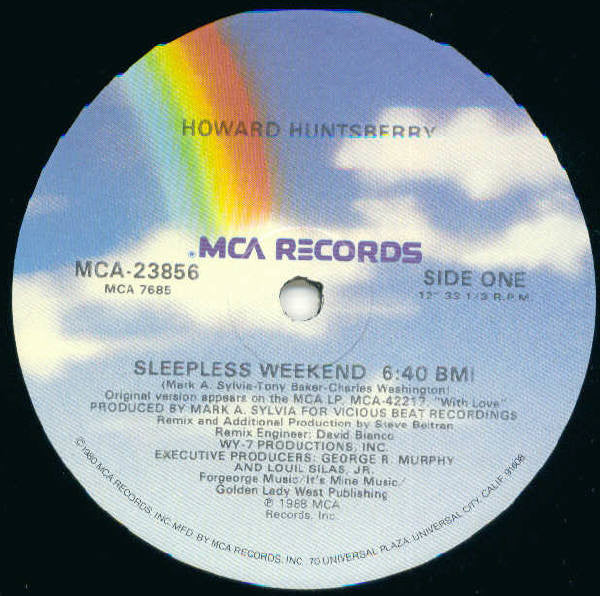 HOWARD HUNTSBERRY
MCA RECORDS
MCA-23856
MCA 7685
SIDE ONE
12" 33 1/3 R.P.M.
SLEEPLESS WEEKEND 6:40 BMI
(Mark A. Sylvia-Tony Baker-Charles Washington)
Original version appears on the MCA LP, MCA-42217, "With Love"
PRODUCED BY MARK A. SYLVIA FOR VICIOUS BEAT RECORDINGS
Remix and Additional Production by Steve Beltran
Remix Engineer: David Bianco
WY-7 PRODUCTIONS, INC.
EXECUTIVE PRODUCERS: GEORGE R. MURPHY
AND LOUIL SILAS, JR.
Forgeorge Music/It's Mine Music/
Golden Lady West Publishing
℗ 1988 MCA
Records, Inc.
©1980 MCA RECORDS, INC. MFD. BY MCA RECORDS, INC. 70 UNIVERSAL PLAZA, UNIVERSAL CITY, CALIF. 91608